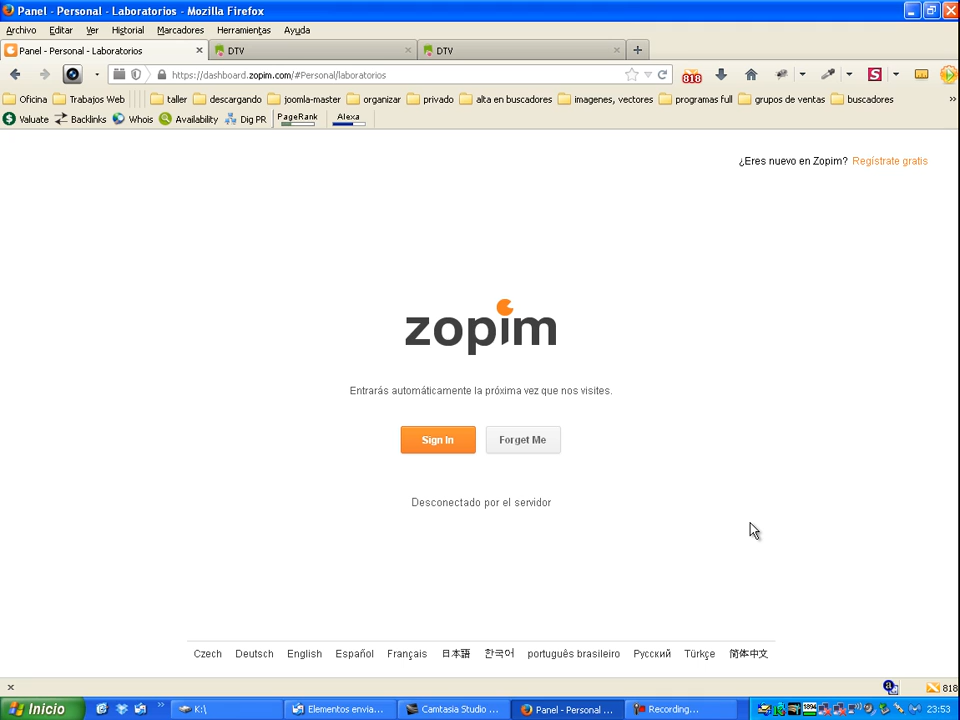 Panel - Personal - Laboratorios - Mozilla Firefox
Archivo Editar Ver Historial Marcadores Herramientas Ayuda
Panel - Personal - Laboratorios DTV DTV
https://dashboard.zopim.com/#Personal/laboratorios
818
Oficina Trabajos Web taller descargando joomla-master organizar privado alta en buscadores imagenes, vectores programas full grupos de ventas buscadores
Valuate Backlinks Whois Availability Dig PR PageRank Alexa
¿Eres nuevo en Zopim? Regístrate gratis
zopim
Entrarás automáticamente la próxima vez que nos visites.
Sign In Forget Me
Desconectado por el servidor
Czech Deutsch English Español Français 日本語 한국어 português brasileiro Русский Türkçe 简体中文
818
Inicio K:\ Elementos envia... Camtasia Studio ... Panel - Personal ... Recording... 1894 23:53